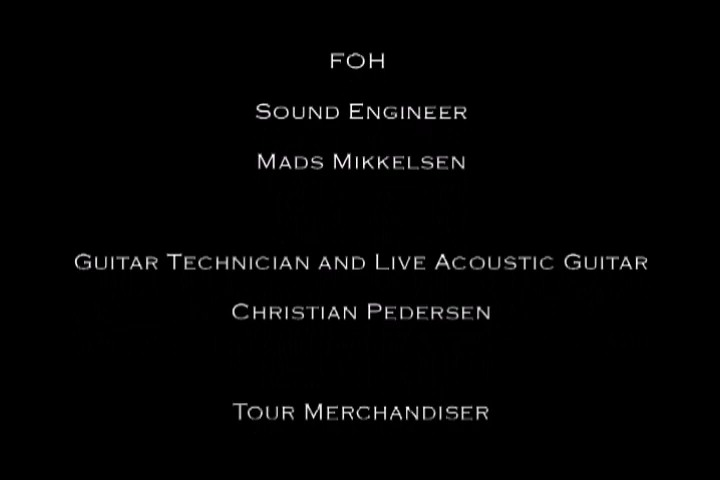 FOH
Sound Engineer
Mads Mikkelsen
Guitar Technician and Live Acoustic Guitar
Christian Pedersen
Tour Merchandiser